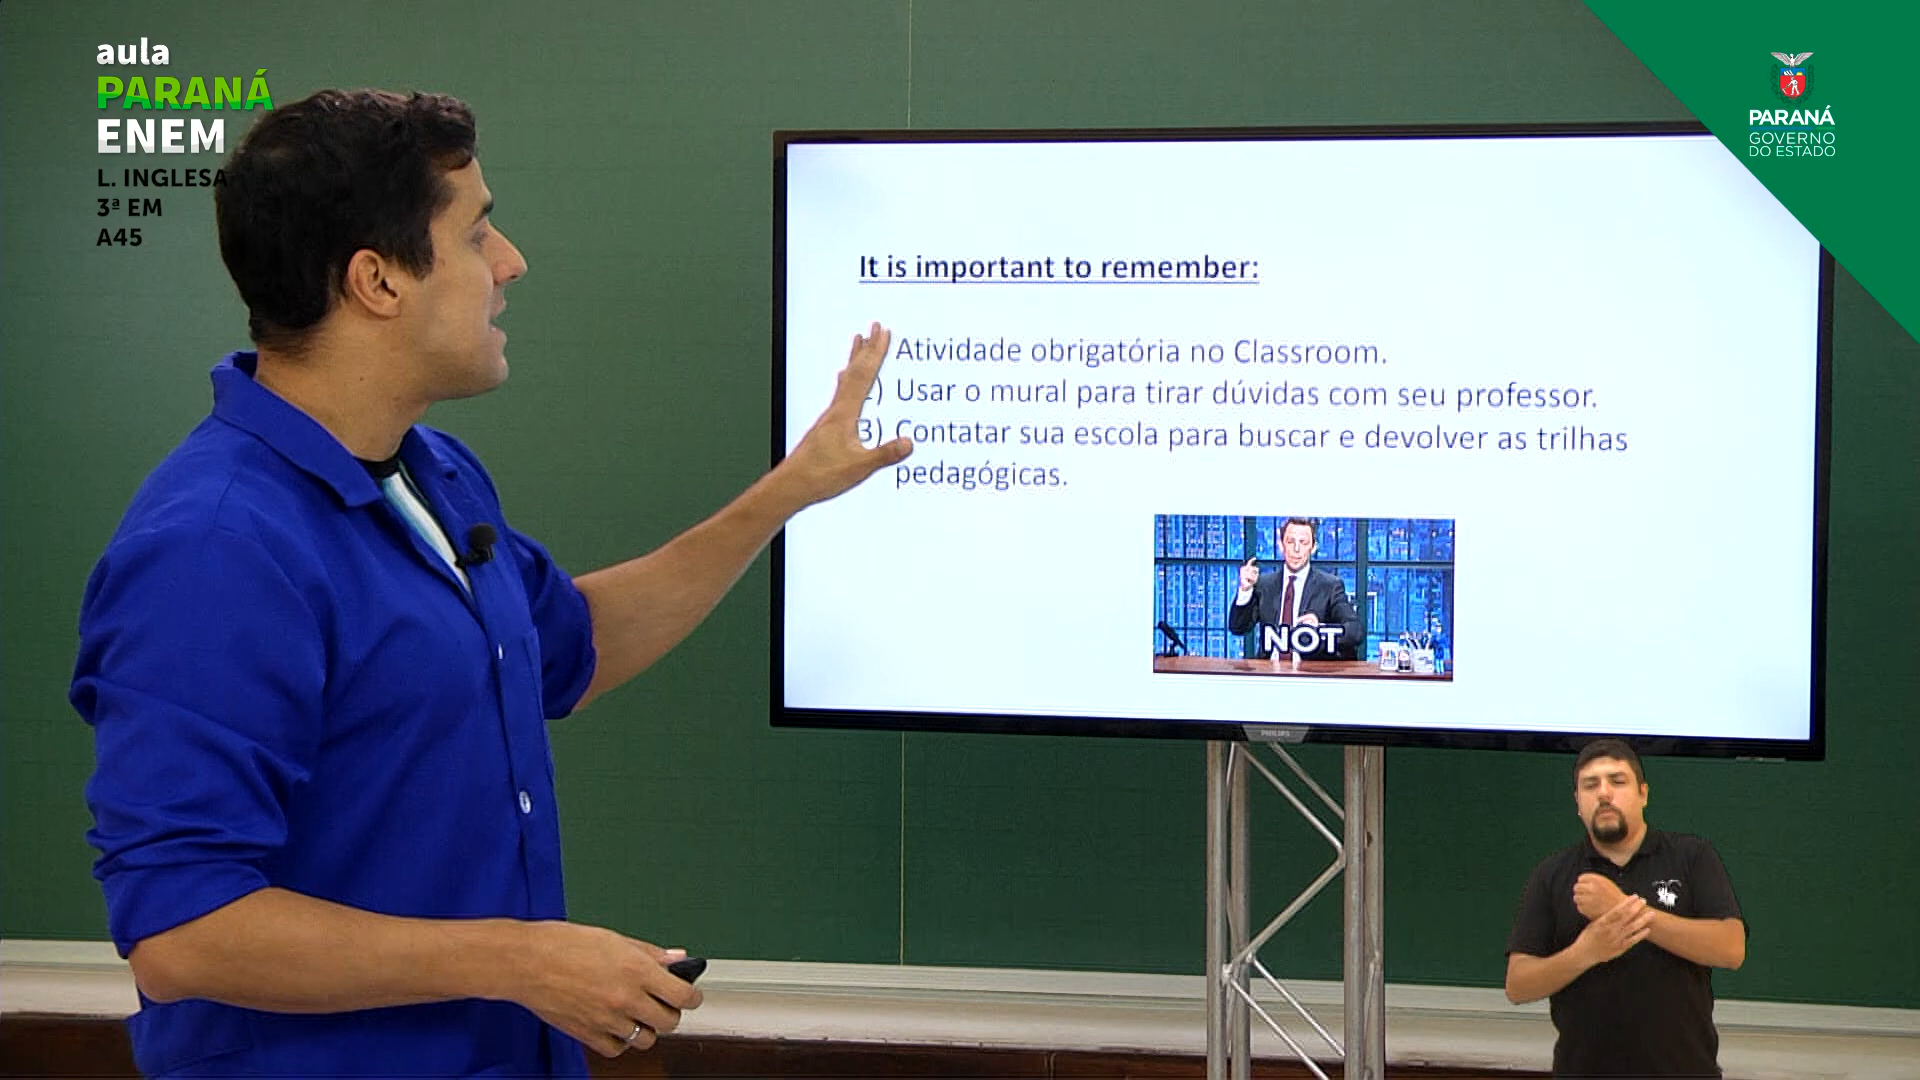 aula
PARANÁ
ENEM
L. INGLESA
3ª EM
A45
PARANÁ
GOVERNO
DO ESTADO
It is important to remember:
Atividade obrigatória no Classroom.
2) Usar o mural para tirar dúvidas com seu professor.
3) Contatar sua escola para buscar e devolver as trilhas
pedagógicas.
NOT
PHILIPS